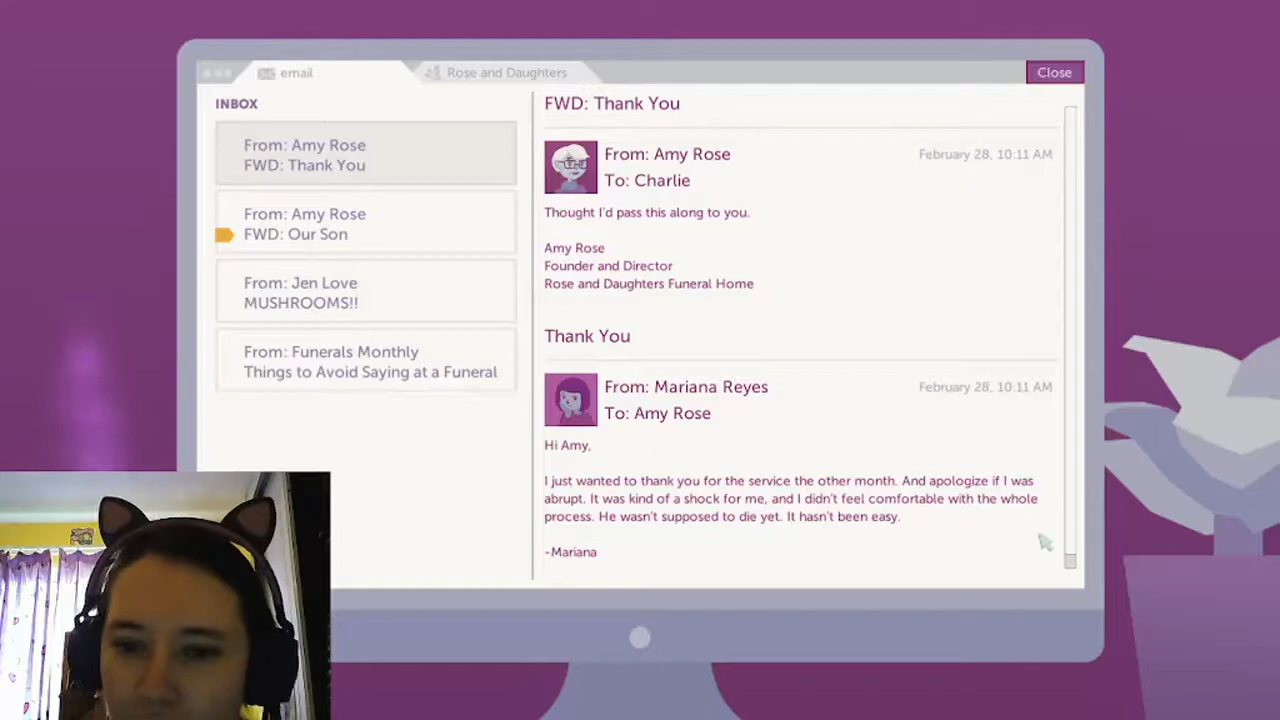 email
Rose and Daughters
Close
INBOX
From: Amy Rose
FWD: Thank You
From: Amy Rose
FWD: Our Son
From: Jen Love
MUSHROOMS!!
From: Funerals Monthly
Things to Avoid Saying at a Funeral
FWD: Thank You
From: Amy Rose
February 28, 10:11 AM
To: Charlie
Thought I'd pass this along to you.
Amy Rose
Founder and Director
Rose and Daughters Funeral Home
Thank You
From: Mariana Reyes
February 28, 10:11 AM
To: Amy Rose
Hi Amy,
I just wanted to thank you for the service the other month. And apologize if I was
abrupt. It was kind of a shock for me, and I didn't feel comfortable with the whole
process. He wasn't supposed to die yet. It hasn't been easy.
-Mariana